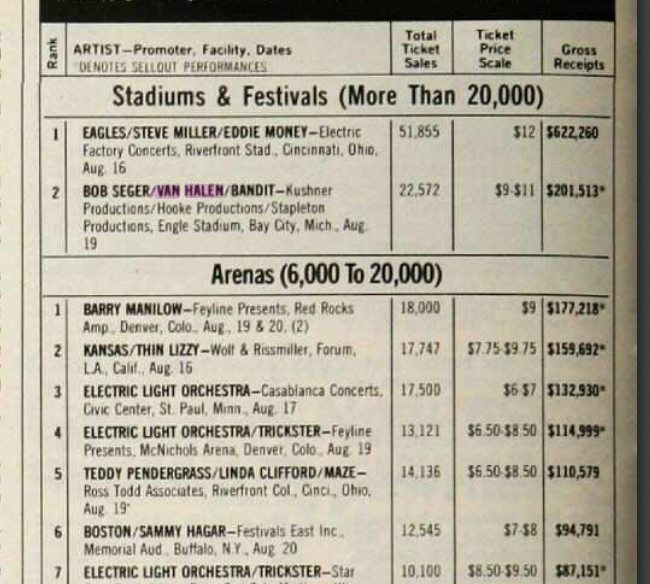 Rank
ARTIST—Promoter, Facility, Dates
*DENOTES SELLOUT PERFORMANCES
Total
Ticket
Sales
Ticket
Price
Scale
Gross
Receipts
Stadiums & Festivals (More Than 20,000)
1 EAGLES/STEVE MILLER/EDDIE MONEY—Electric 51,855 $12 $622,260
Factory Concerts, Riverfront Stad., Cincinnati, Ohio,
Aug. 16
2 BOB SEGER/VAN HALEN/BANDIT—Kushner 22,572 $9-$11 $201,513*
Productions/Hooke Productions/Stapleton
Productions, Engle Stadium, Bay City, Mich., Aug.
19
Arenas (6,000 To 20,000)
1 BARRY MANILOW—Feyline Presents, Red Rocks 18,000 $9 $177,218*
Amp., Denver, Colo., Aug., 19 & 20, (2)
2 KANSAS/THIN LIZZY—Wolf & Rissmiller, Forum, 17,747 $7.75-$9.75 $159,692*
L.A., Calif., Aug. 16
3 ELECTRIC LIGHT ORCHESTRA—Casablanca Concerts, 17,500 $6-$7 $132,930*
Civic Center, St. Paul, Minn., Aug. 17
4 ELECTRIC LIGHT ORCHESTRA/TRICKSTER—Feyline 13,121 $6.50-$8.50 $114,999*
Presents, McNichols Arena, Denver, Colo., Aug. 19
5 TEDDY PENDERGRASS/LINDA CLIFFORD/MAZE— 14,136 $6.50-$8.50 $110,579
Ross Todd Associates, Riverfront Col., Cinci., Ohio,
Aug. 19*
6 BOSTON/SAMMY HAGAR—Festivals East Inc., 12,545 $7-$8 $94,791
Memorial Aud., Buffalo, N.Y., Aug. 20
7 ELECTRIC LIGHT ORCHESTRA/TRICKSTER—Star 10,100 $8.50-$9.50 $87,151*